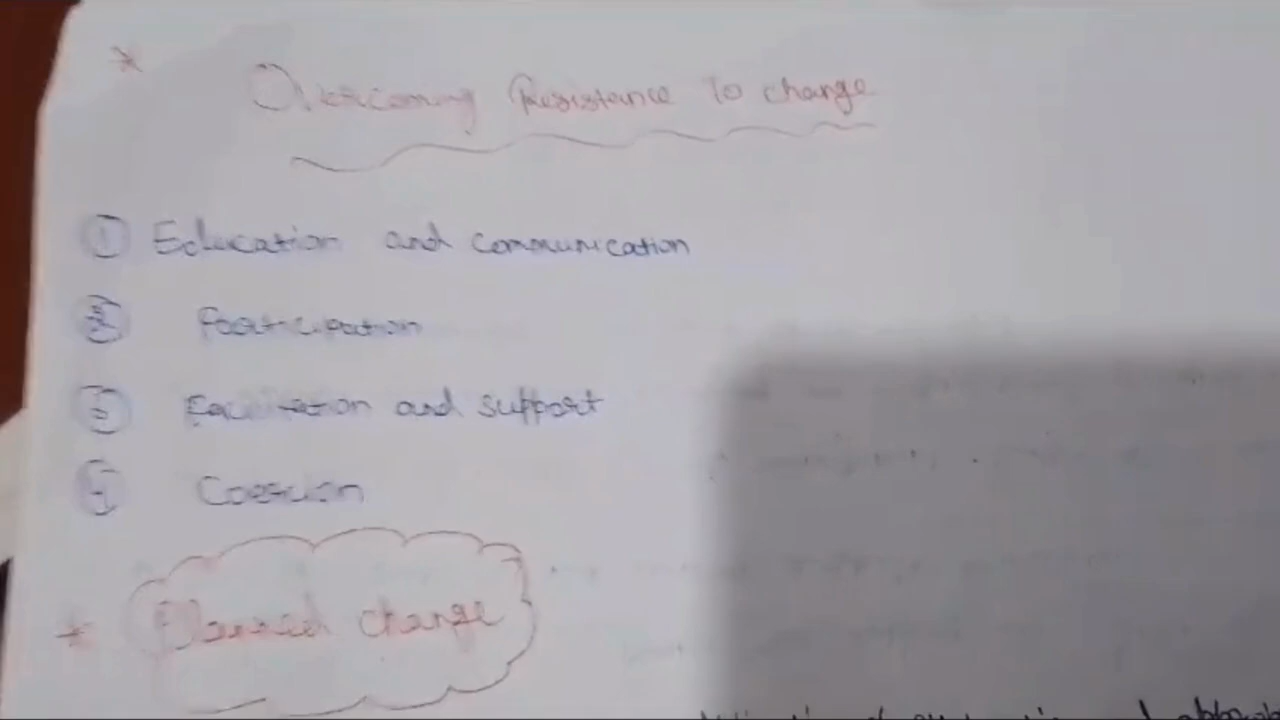 * Overcoming Resistance To change
① Education and communication
② Participation
③ Facilitation and support
④ Coercion
* Planned change